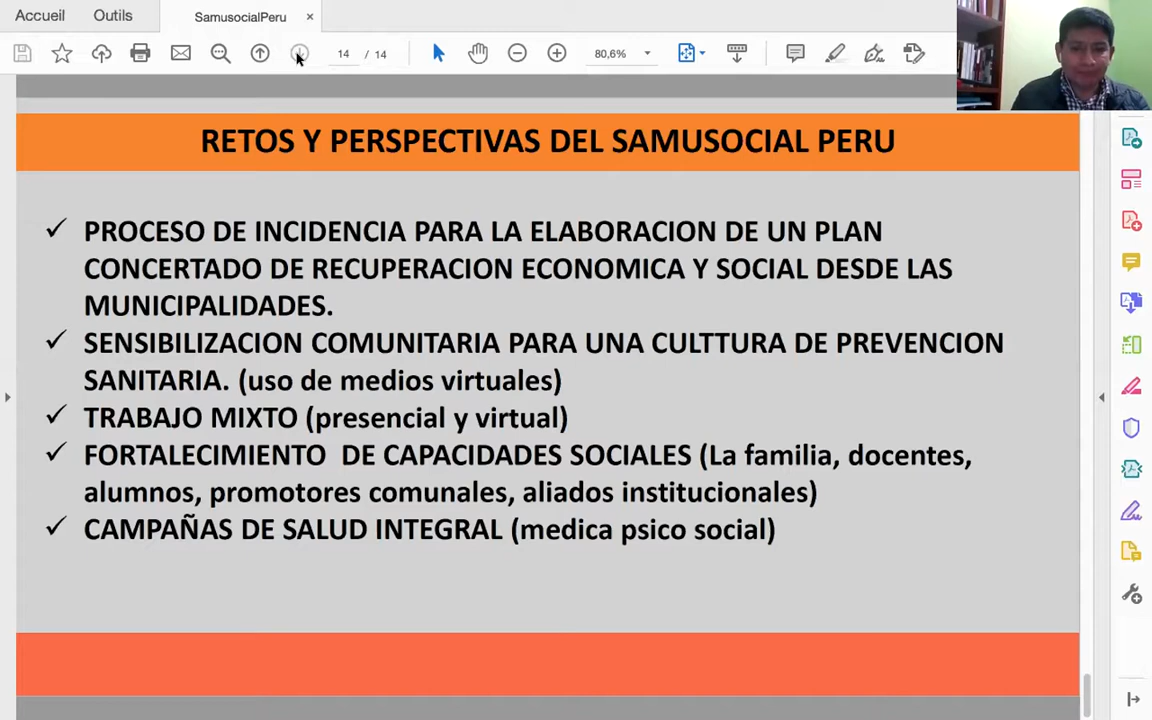 Accueil Outils SamusocialPeru ×
14 / 14 80,6%
RETOS Y PERSPECTIVAS DEL SAMUSOCIAL PERU
✓ PROCESO DE INCIDENCIA PARA LA ELABORACION DE UN PLAN
CONCERTADO DE RECUPERACION ECONOMICA Y SOCIAL DESDE LAS
MUNICIPALIDADES.
✓ SENSIBILIZACION COMUNITARIA PARA UNA CULTTURA DE PREVENCION
SANITARIA. (uso de medios virtuales)
✓ TRABAJO MIXTO (presencial y virtual)
✓ FORTALECIMIENTO DE CAPACIDADES SOCIALES (La familia, docentes,
alumnos, promotores comunales, aliados institucionales)
✓ CAMPAÑAS DE SALUD INTEGRAL (medica psico social)